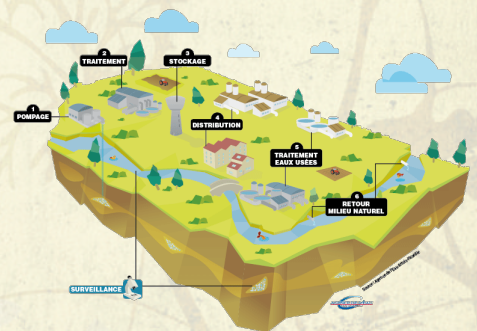 1
POMPAGE
2
TRAITEMENT
3
STOCKAGE
4
DISTRIBUTION
5
TRAITEMENT
EAUX USÉES
6
RETOUR
MILIEU NATUREL
SURVEILLANCE